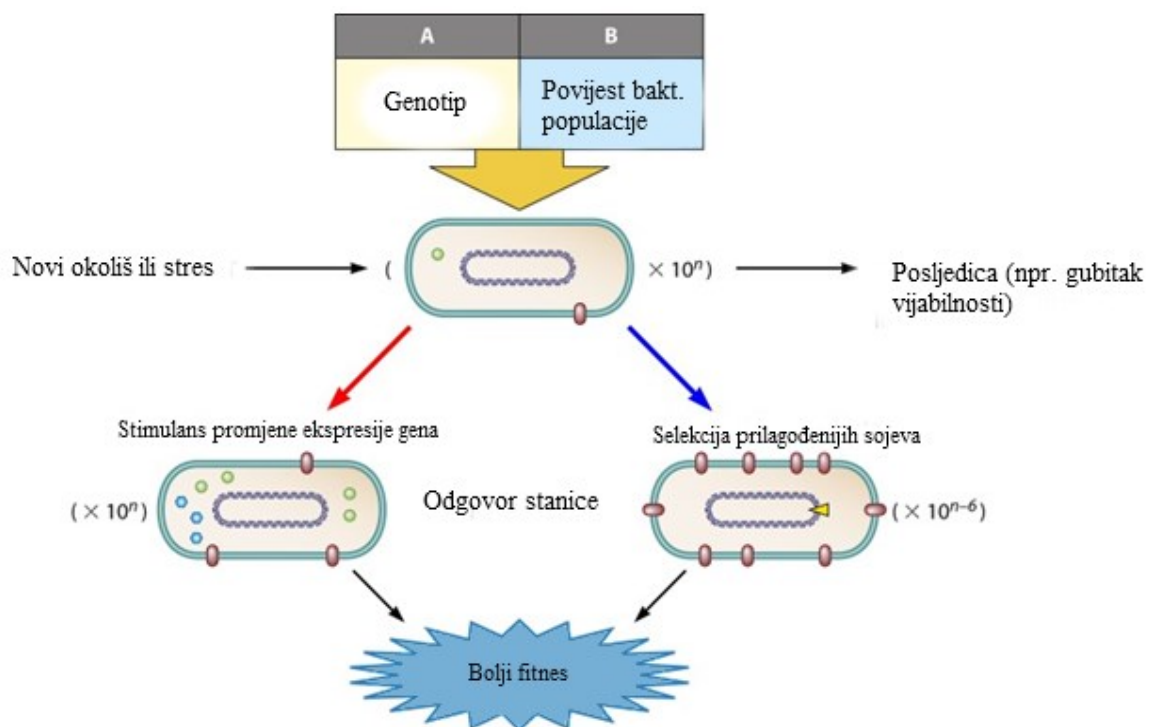 A
B
Genotip
Povijest bakt.
populacije
Novi okoliš ili stres
(
× 10ⁿ)
Posljedica (npr. gubitak
vijabilnosti)
Stimulans promjene ekspresije gena
Selekcija prilagođenijih sojeva
( × 10ⁿ)
Odgovor stanice
( × 10ⁿ⁻⁶)
Bolji fitnes